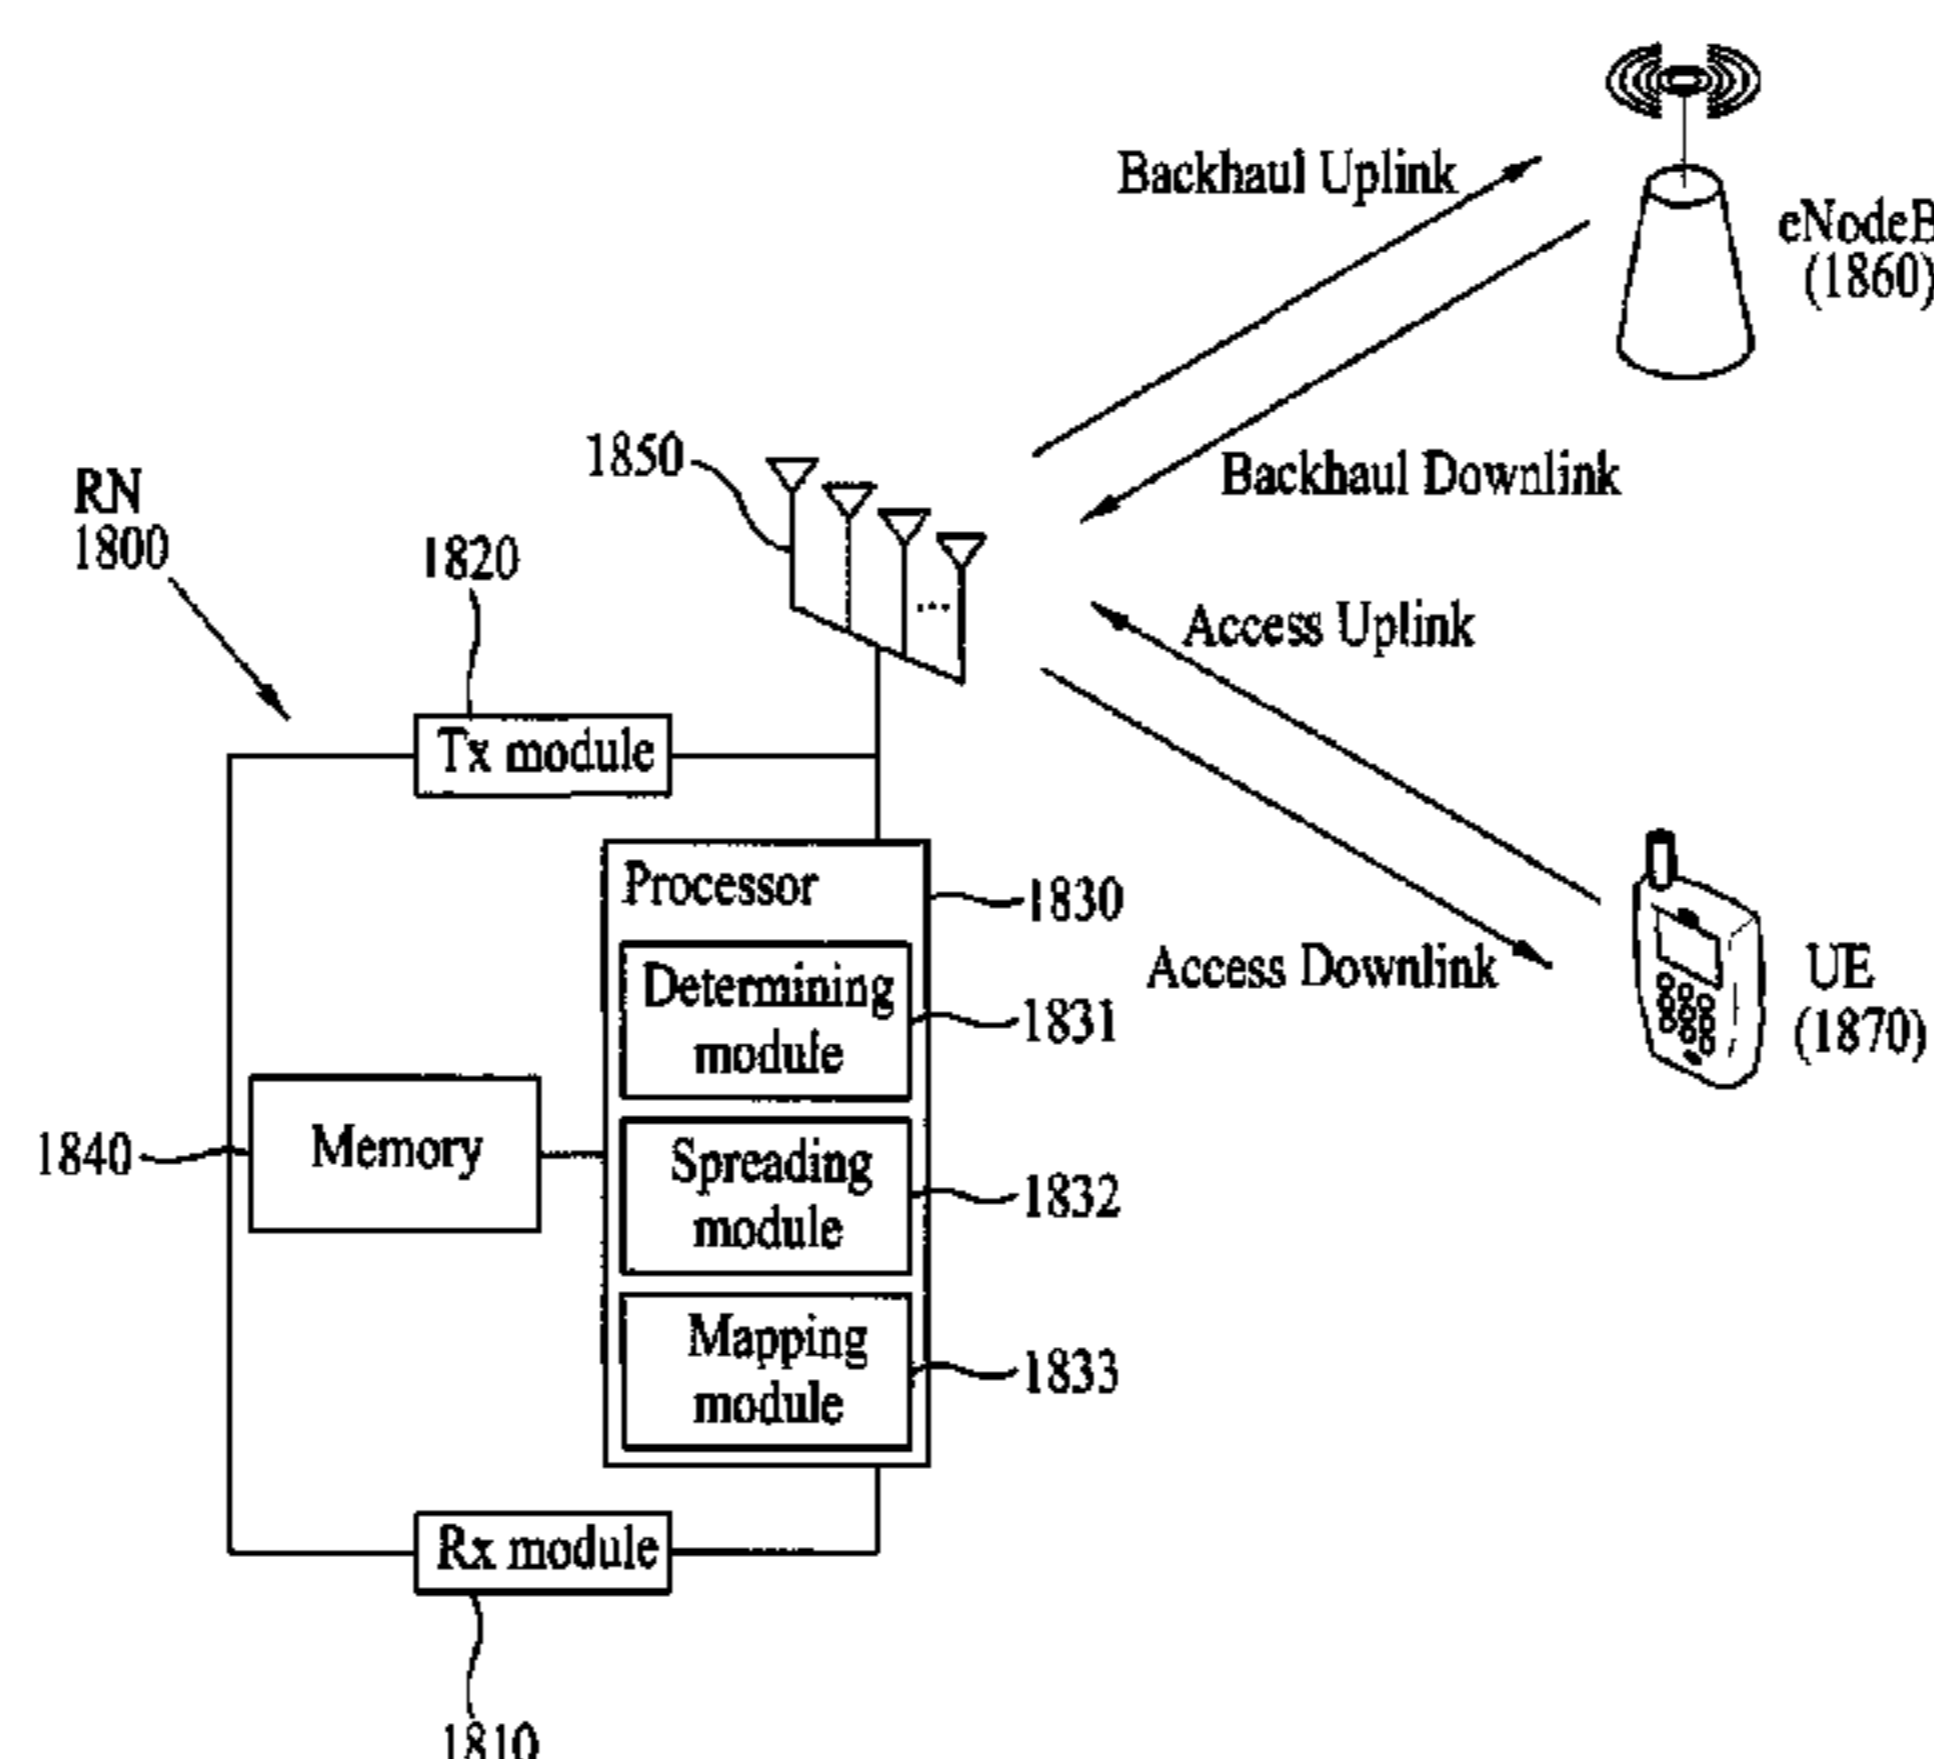 Backhaul Uplink
eNodeB
(1860)
1850
Backhaul Downlink
RN
1800
1820
Access Uplink
Tx module
Processor
1830
Access Downlink
UE
(1870)
Determining
module
1831
Memory
1840
Spreading
module
1832
Mapping
module
1833
Rx module
1810
...